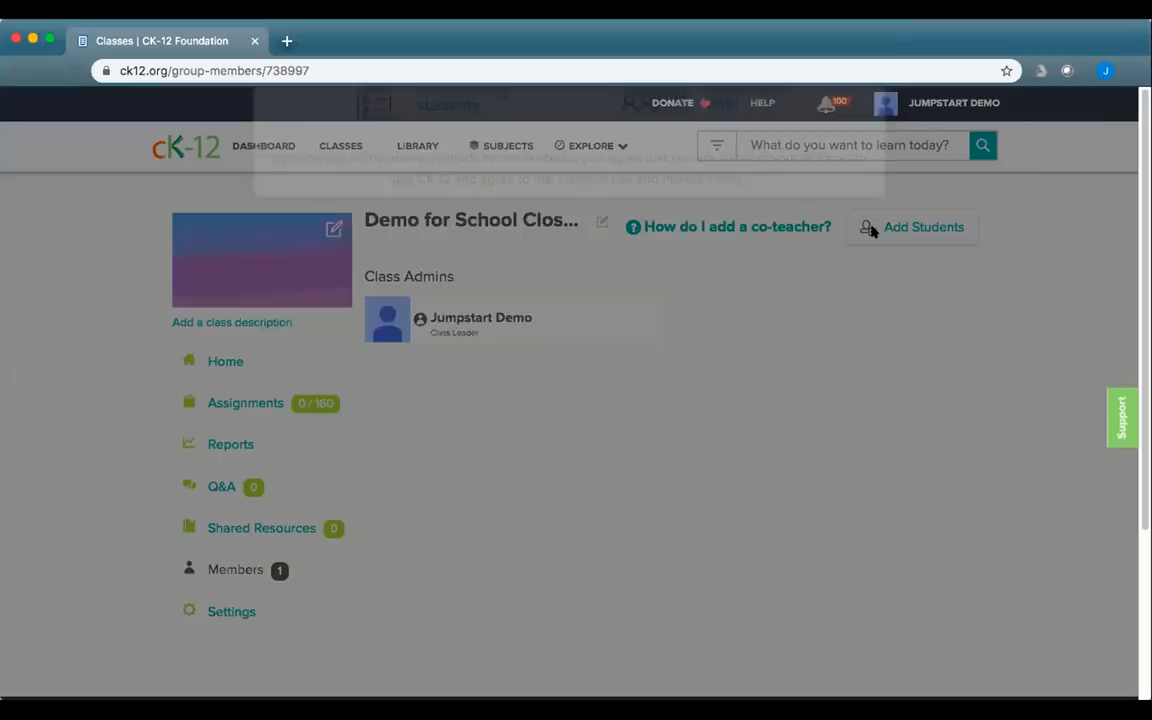 Classes | CK-12 Foundation
ck12.org/group-members/738997
J
students
DONATE
HELP
100
JUMPSTART DEMO
cK-12
DASHBOARD
CLASSES
LIBRARY
SUBJECTS
EXPLORE
What do you want to learn today?
Demo for School Clos...
? How do I add a co-teacher?
Add Students
Class Admins
Jumpstart Demo
Class Leader
Add a class description
Home
Assignments 0 / 160
Reports
Q&A 0
Shared Resources 0
Members 1
Settings
Support